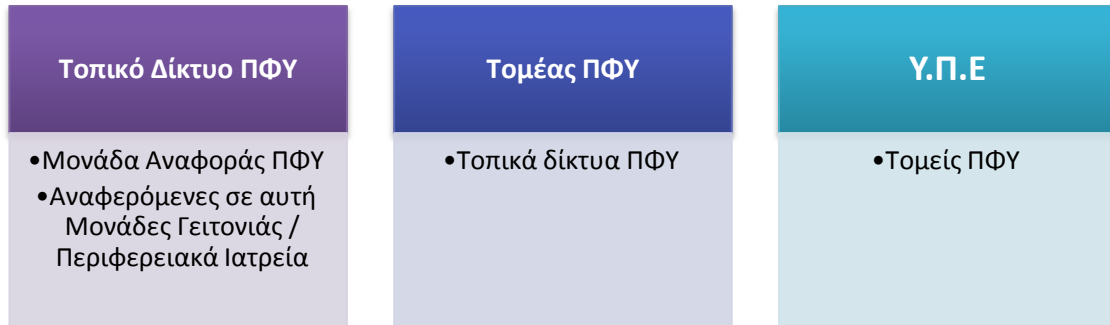 Τοπικό Δίκτυο ΠΦΥ
•Μονάδα Αναφοράς ΠΦΥ
•Αναφερόμενες σε αυτή
Μονάδες Γειτονιάς /
Περιφερειακά Ιατρεία
Τομέας ΠΦΥ
•Τοπικά δίκτυα ΠΦΥ
Υ.Π.Ε
•Τομείς ΠΦΥ